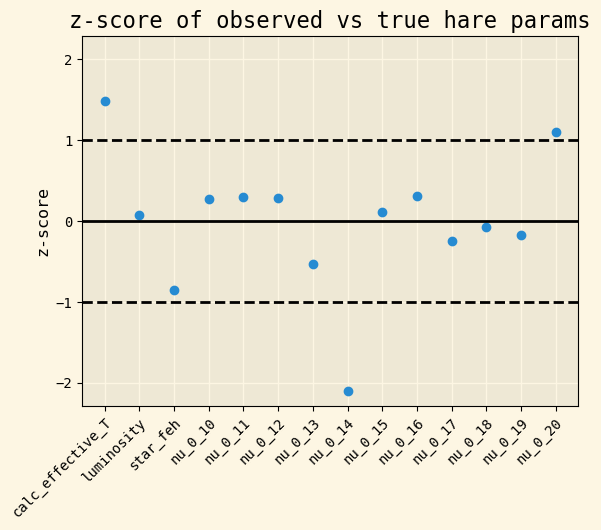 z-score of observed vs true hare params
z-score
2
1
0
−1
−2
calc_effective_T
luminosity
star_feh
nu_0_10
nu_0_11
nu_0_12
nu_0_13
nu_0_14
nu_0_15
nu_0_16
nu_0_17
nu_0_18
nu_0_19
nu_0_20